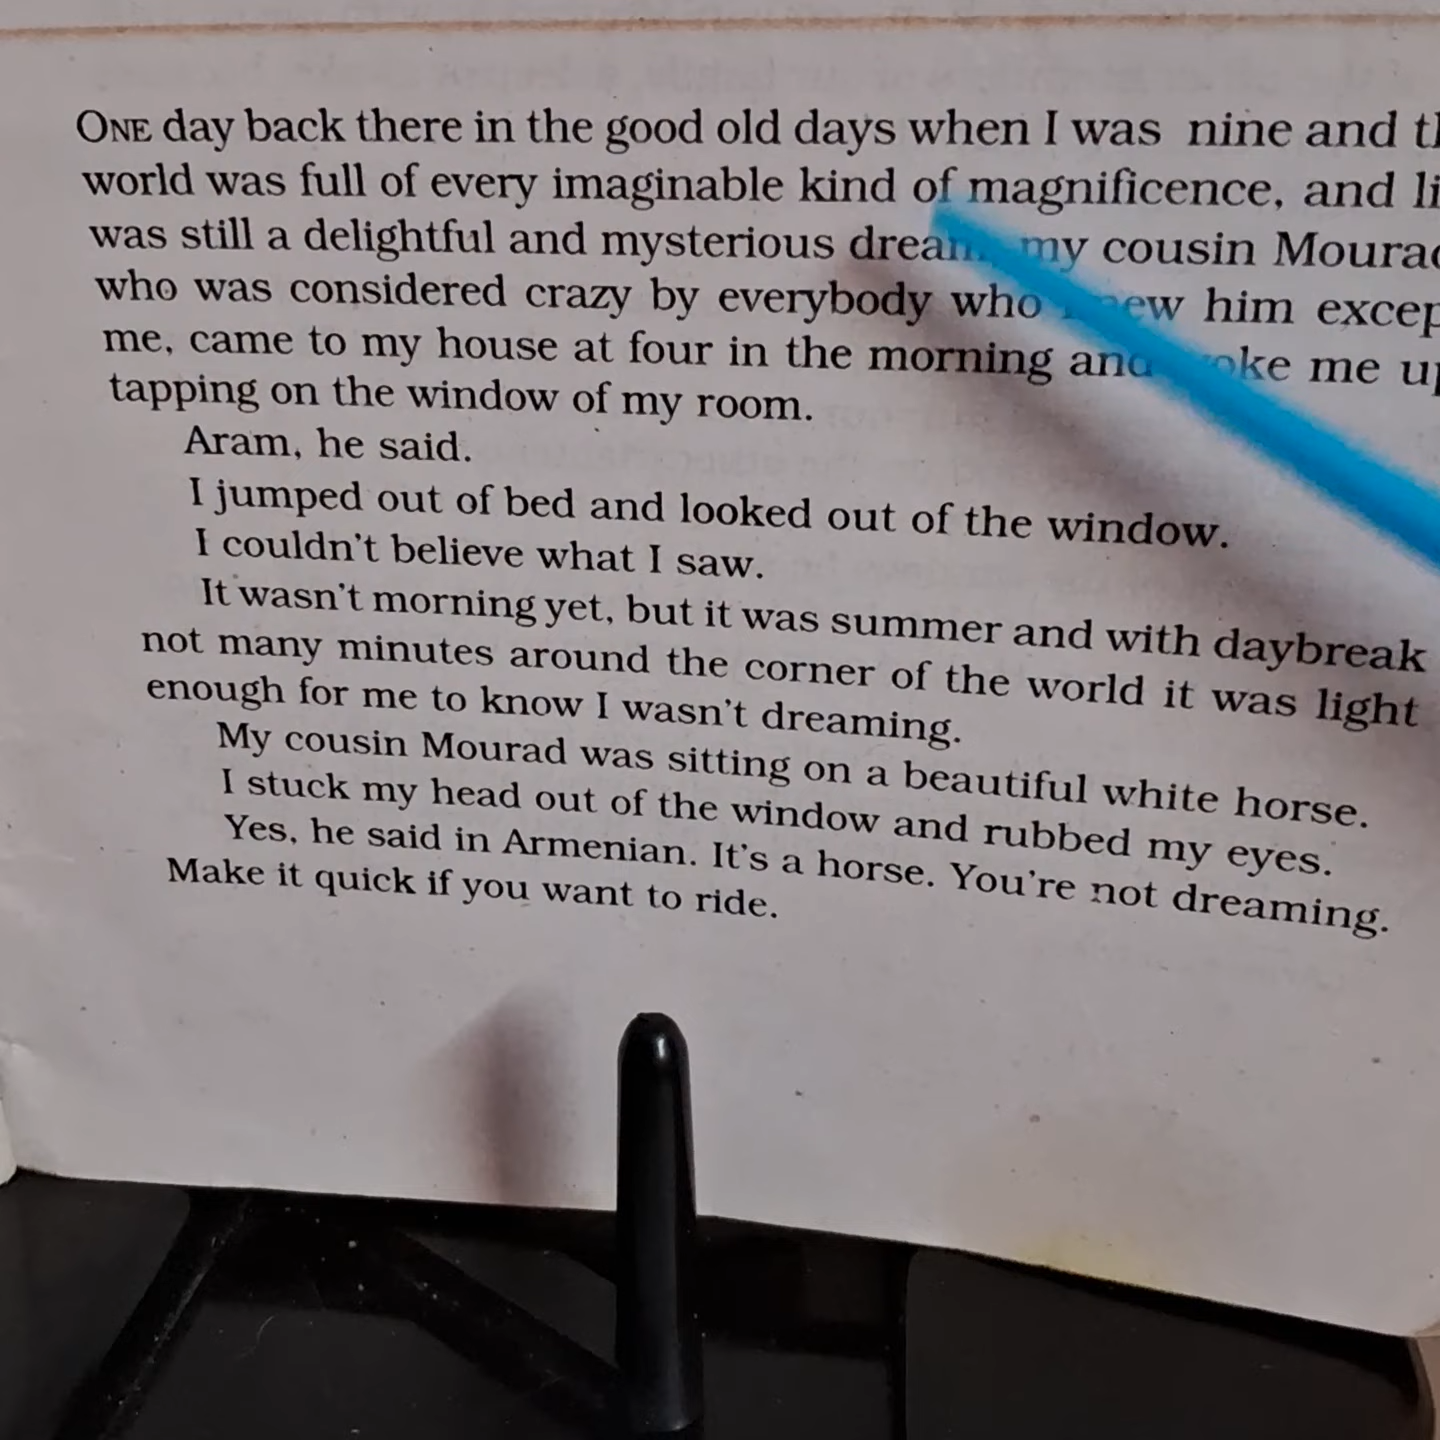 ONE day back there in the good old days when I was nine and
world was full of every imaginable kind of magnificence, and
was still a delightful and mysterious my cousin Mourad
who was considered crazy by everybody who him
me, came to my house at four in the morning and me
tapping on the window of my room.
Aram, he said.
I jumped out of bed and looked out of the window.
I couldn't believe what I saw.
It wasn't morning yet, but it was summer and with daybreak
not many minutes around the corner of the world it was light
enough for me to know I wasn't dreaming.
My cousin Mourad was sitting on a beautiful white horse.
I stuck my head out of the window and rubbed my eyes.
Yes, he said in Armenian. It's a horse. You're not dreaming.
Make it quick if you want to ride.